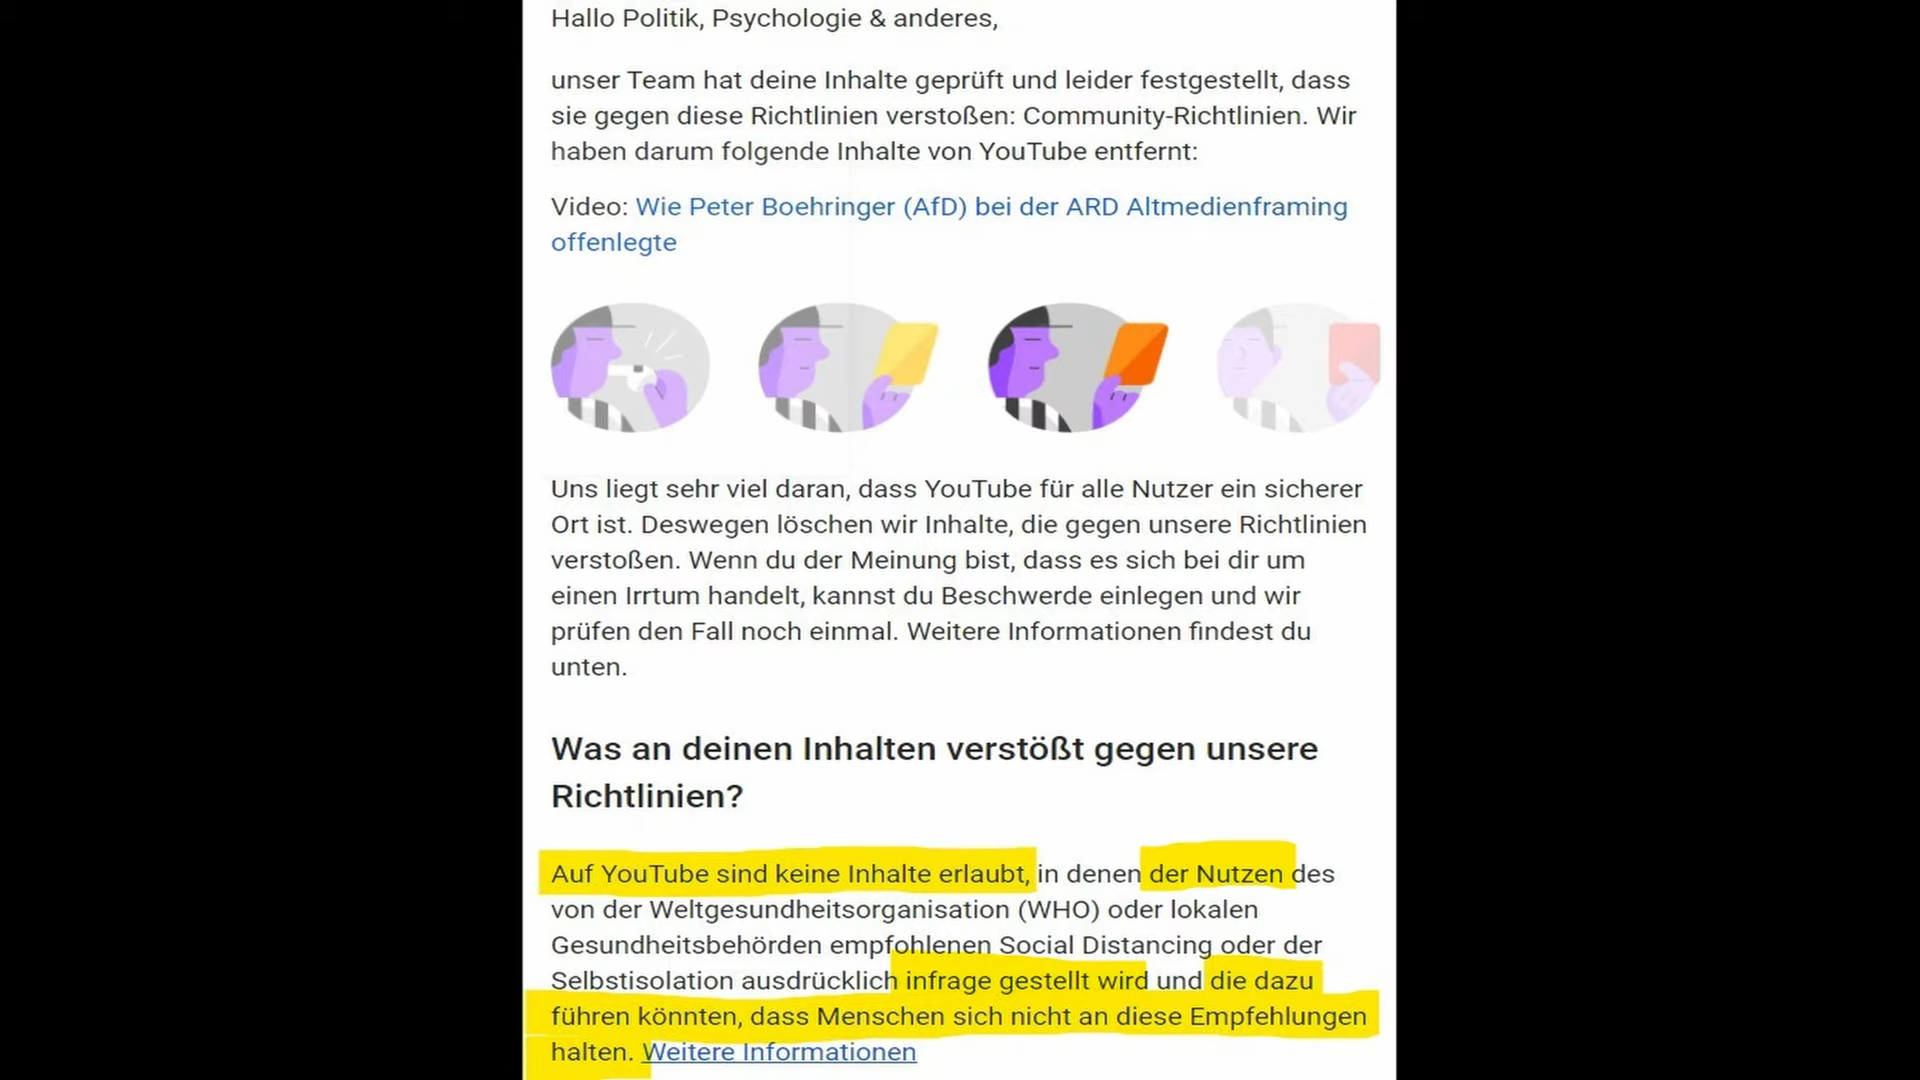 Hallo Politik, Psychologie & anderes,
unser Team hat deine Inhalte geprüft und leider festgestellt, dass
sie gegen diese Richtlinien verstoßen: Community-Richtlinien. Wir
haben darum folgende Inhalte von YouTube entfernt:
Video: Wie Peter Boehringer (AfD) bei der ARD Altmedienframing
offenlegte
Uns liegt sehr viel daran, dass YouTube für alle Nutzer ein sicherer
Ort ist. Deswegen löschen wir Inhalte, die gegen unsere Richtlinien
verstoßen. Wenn du der Meinung bist, dass es sich bei dir um
einen Irrtum handelt, kannst du Beschwerde einlegen und wir
prüfen den Fall noch einmal. Weitere Informationen findest du
unten.
Was an deinen Inhalten verstößt gegen unsere
Richtlinien?
Auf YouTube sind keine Inhalte erlaubt, in denen der Nutzen des
von der Weltgesundheitsorganisation (WHO) oder lokalen
Gesundheitsbehörden empfohlenen Social Distancing oder der
Selbstisolation ausdrücklich infrage gestellt wird und die dazu
führen könnten, dass Menschen sich nicht an diese Empfehlungen
halten. Weitere Informationen